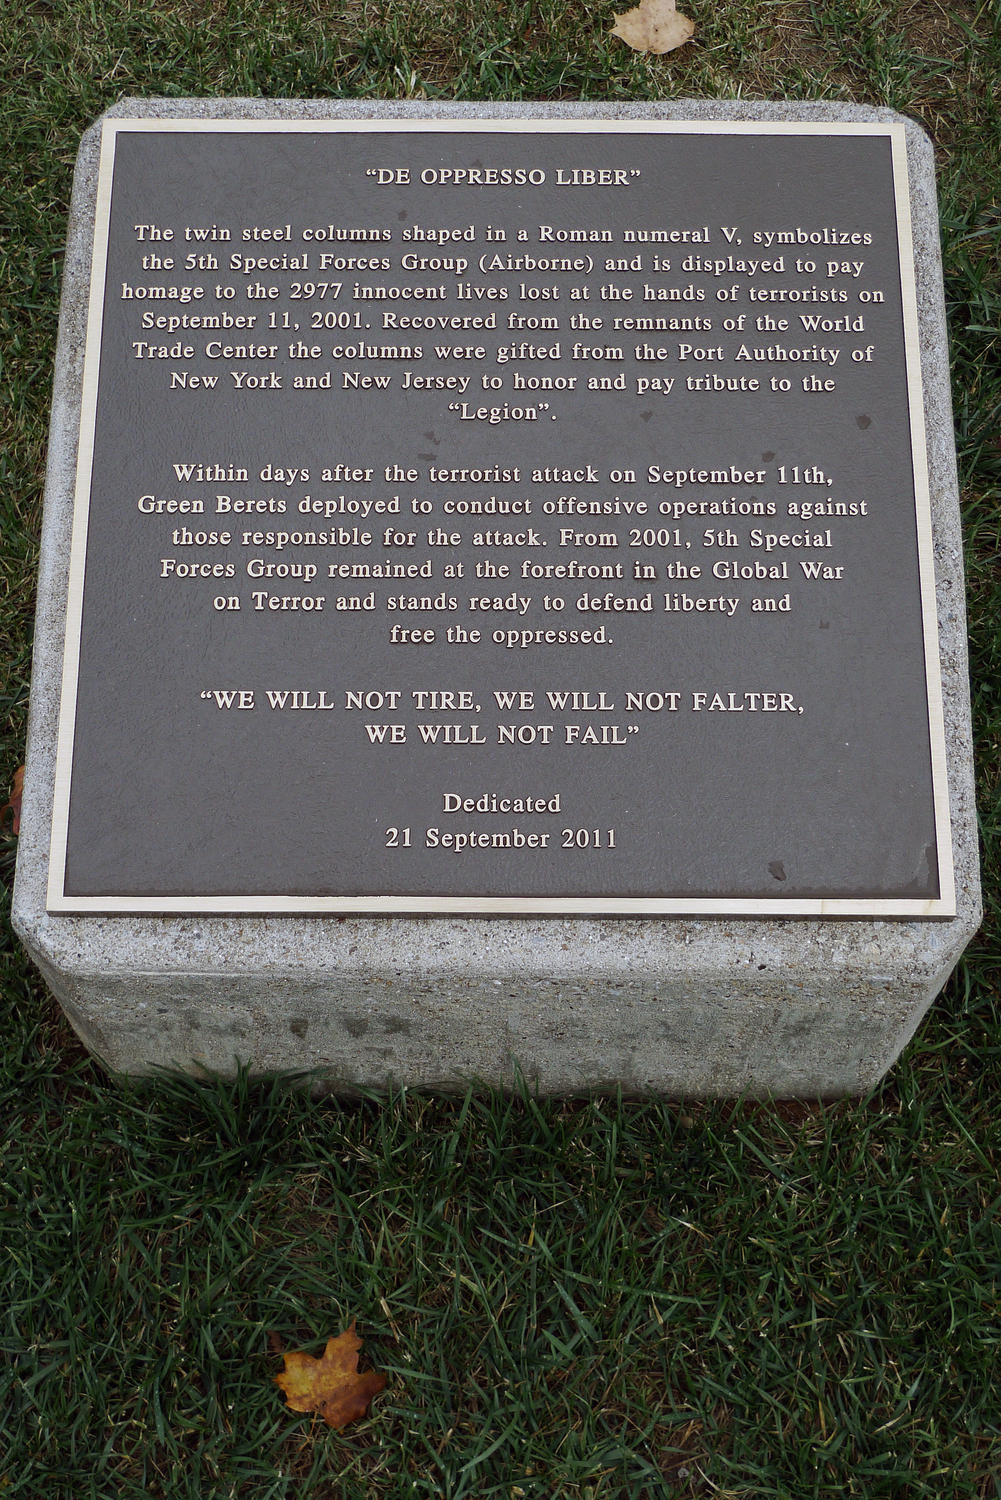 “DE OPPRESSO LIBER”
The twin steel columns shaped in a Roman numeral V, symbolizes
the 5th Special Forces Group (Airborne) and is displayed to pay
homage to the 2977 innocent lives lost at the hands of terrorists on
September 11, 2001. Recovered from the remnants of the World
Trade Center the columns were gifted from the Port Authority of
New York and New Jersey to honor and pay tribute to the
“Legion”.
Within days after the terrorist attack on September 11th,
Green Berets deployed to conduct offensive operations against
those responsible for the attack. From 2001, 5th Special
Forces Group remained at the forefront in the Global War
on Terror and stands ready to defend liberty and
free the oppressed.
“WE WILL NOT TIRE, WE WILL NOT FALTER,
WE WILL NOT FAIL”
Dedicated
21 September 2011